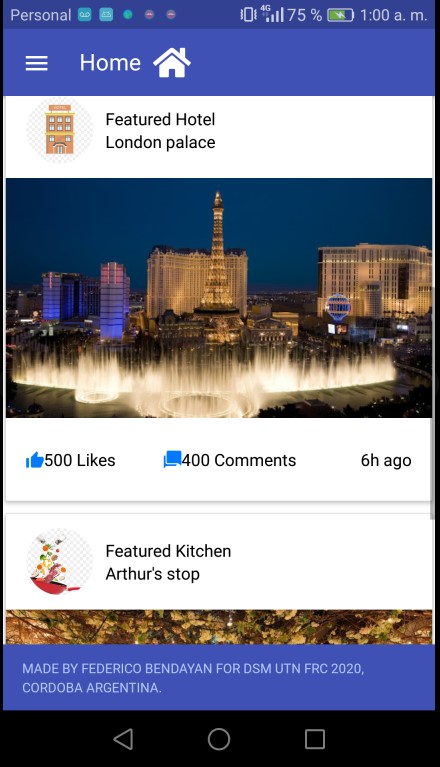 Personal 4G 75 % 1:00 a. m.
Home
HOTEL
Featured Hotel
London palace
500 Likes 400 Comments 6h ago
Featured Kitchen
Arthur's stop
MADE BY FEDERICO BENDAYAN FOR DSM UTN FRC 2020,
CORDOBA ARGENTINA.